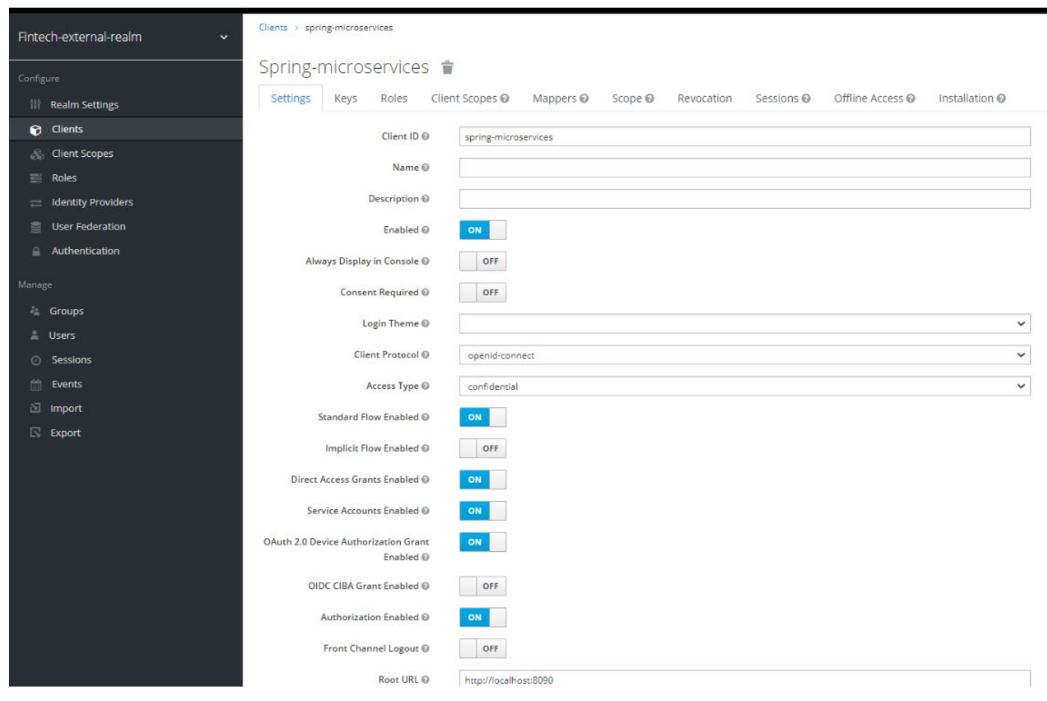 Fintech-external-realm
Configure
Realm Settings
Clients
Client Scopes
Roles
Identity Providers
User Federation
Authentication
Manage
Groups
Users
Sessions
Events
Import
Export
Clients > spring-microservices
Spring-microservices
Settings Keys Roles Client Scopes Mappers Scope Revocation Sessions Offline Access Installation
Client ID spring-microservices
Name
Description
Enabled ON
Always Display in Console OFF
Consent Required OFF
Login Theme
Client Protocol openid-connect
Access Type confidential
Standard Flow Enabled ON
Implicit Flow Enabled OFF
Direct Access Grants Enabled ON
Service Accounts Enabled ON
OAuth 2.0 Device Authorization Grant ON
Enabled
OIDC CIBA Grant Enabled OFF
Authorization Enabled ON
Front Channel Logout OFF
Root URL http://localhost:8090